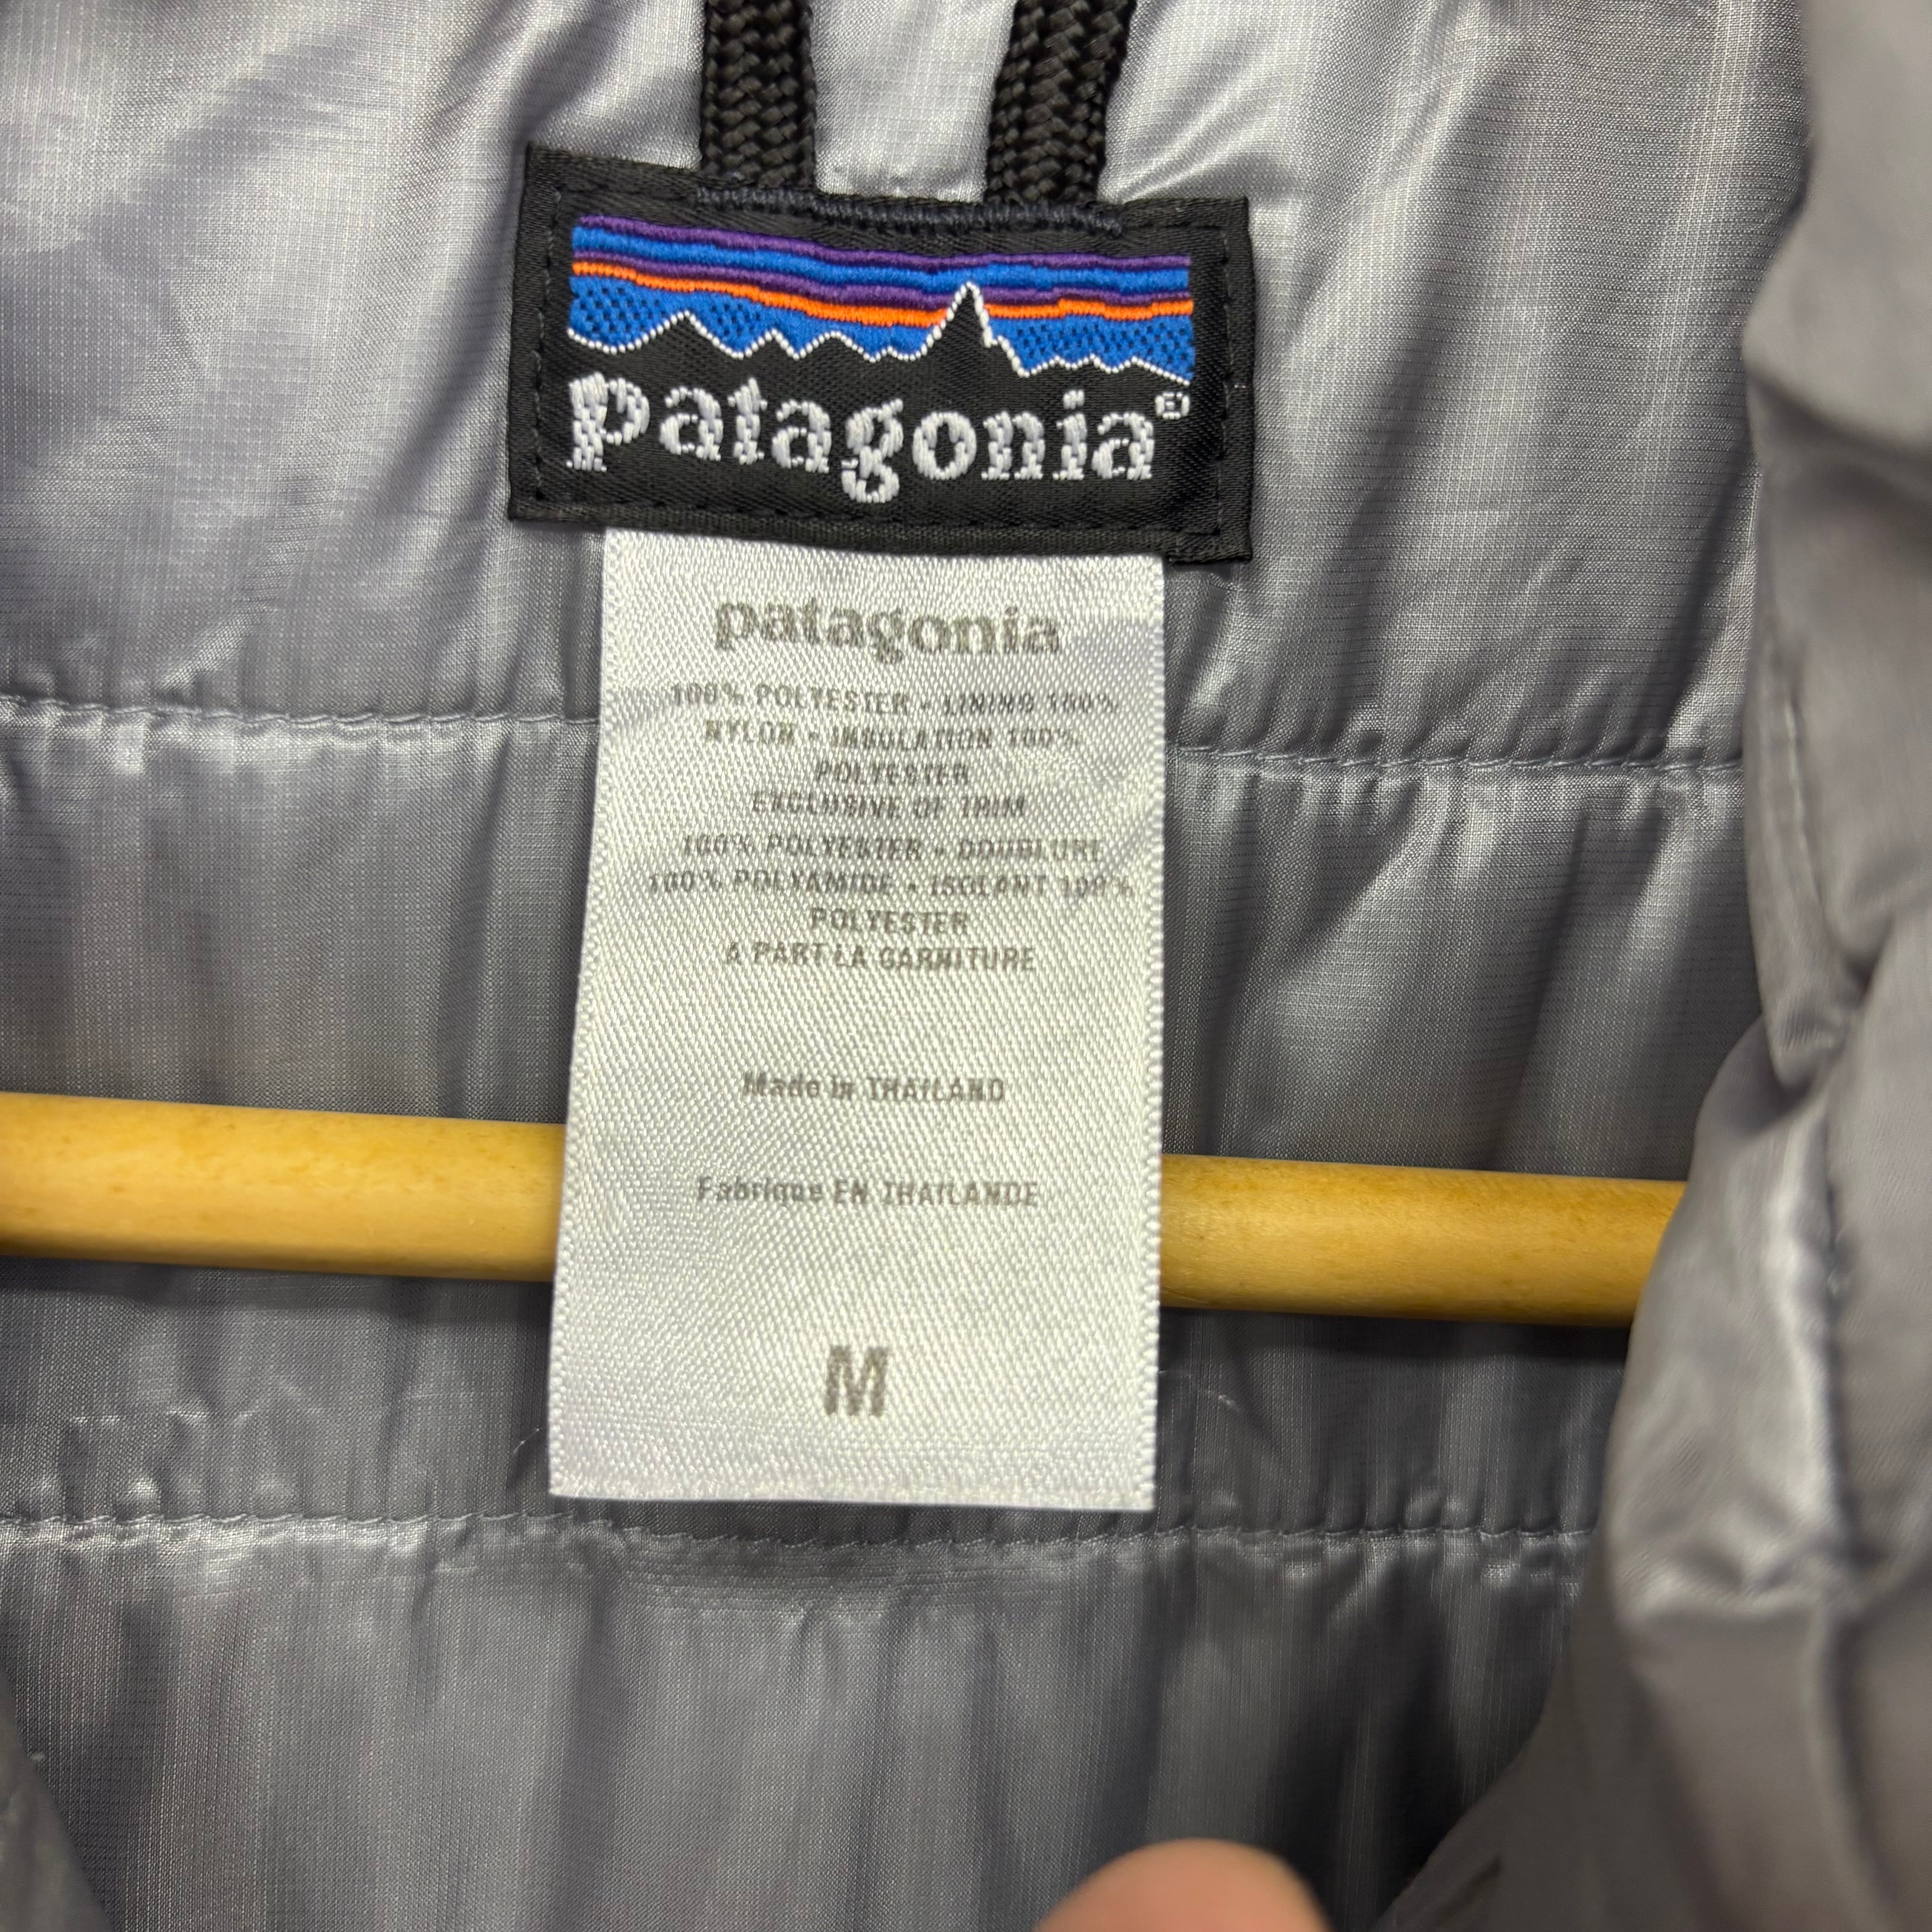 patagonia®
patagonia
100% POLYESTER - LINING 100%
NYLON - INSULATION 100%
POLYESTER
EXCLUSIVE OF TRIM
100% POLYESTER - DOUBLURE
100% POLYAMIDE - ISOLANT 100%
POLYESTER
A PART LA GARNITURE
Made in THAILAND
Fabrique EN THAILANDE
M